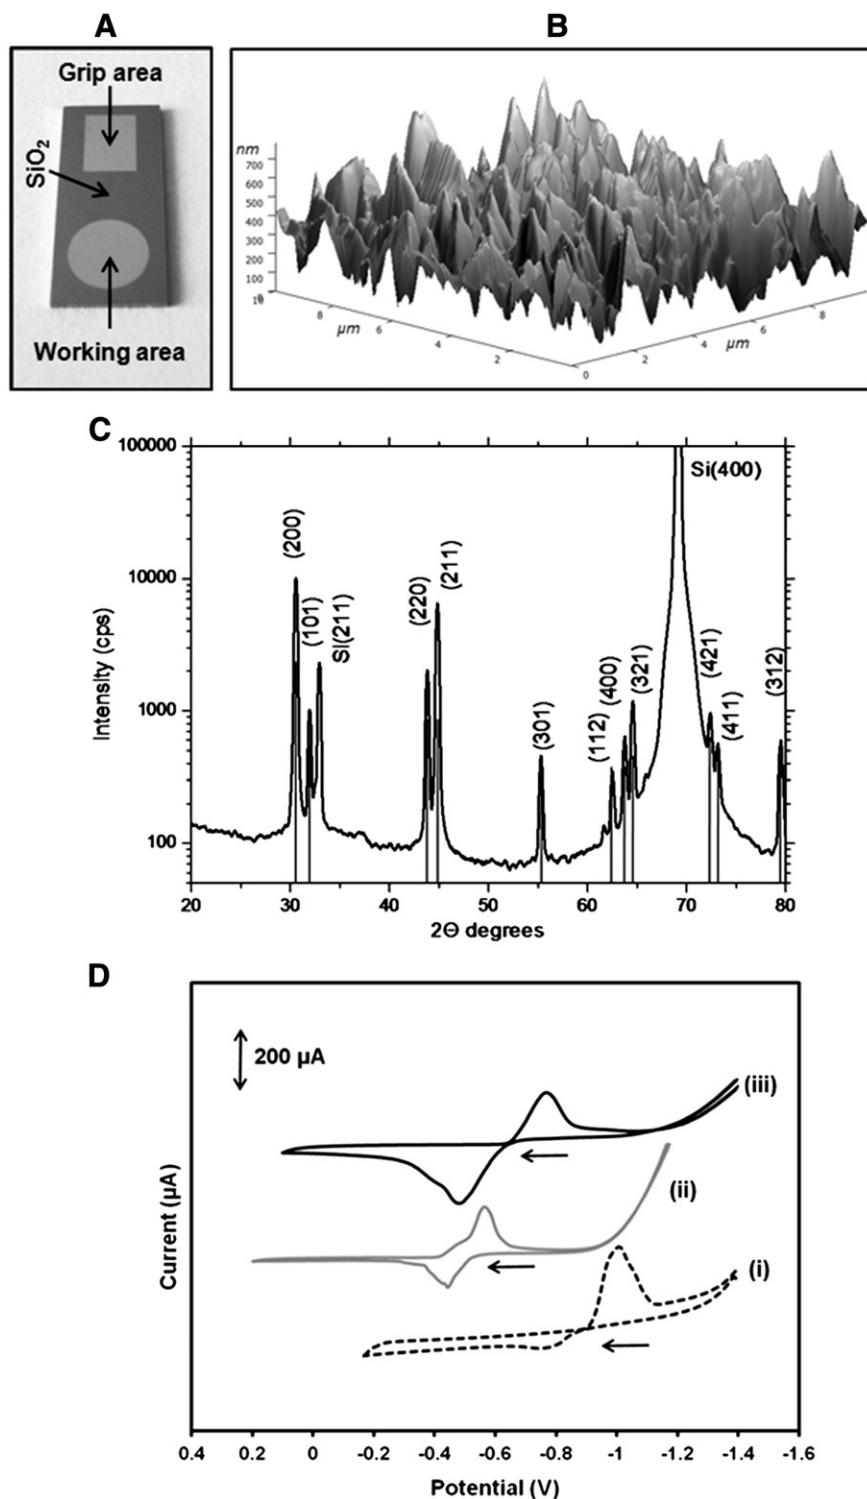 A
B
Grip area
SiO2
Working area
nm
700
600
500
400
300
200
100
0
10
8
6
4
2
µm
0
2
4
6
8
µm
C
100000
10000
1000
100
Intensity (cps)
(200)
(101)
Si(211)
(220)
(211)
(301)
(112)
(400)
(321)
Si(400)
(421)
(411)
(312)
20 30 40 50 60 70 80
2Θ degrees
D
200 µA
(iii)
(ii)
(i)
Current (µA)
0.4 0.2 0 -0.2 -0.4 -0.6 -0.8 -1 -1.2 -1.4 -1.6
Potential (V)